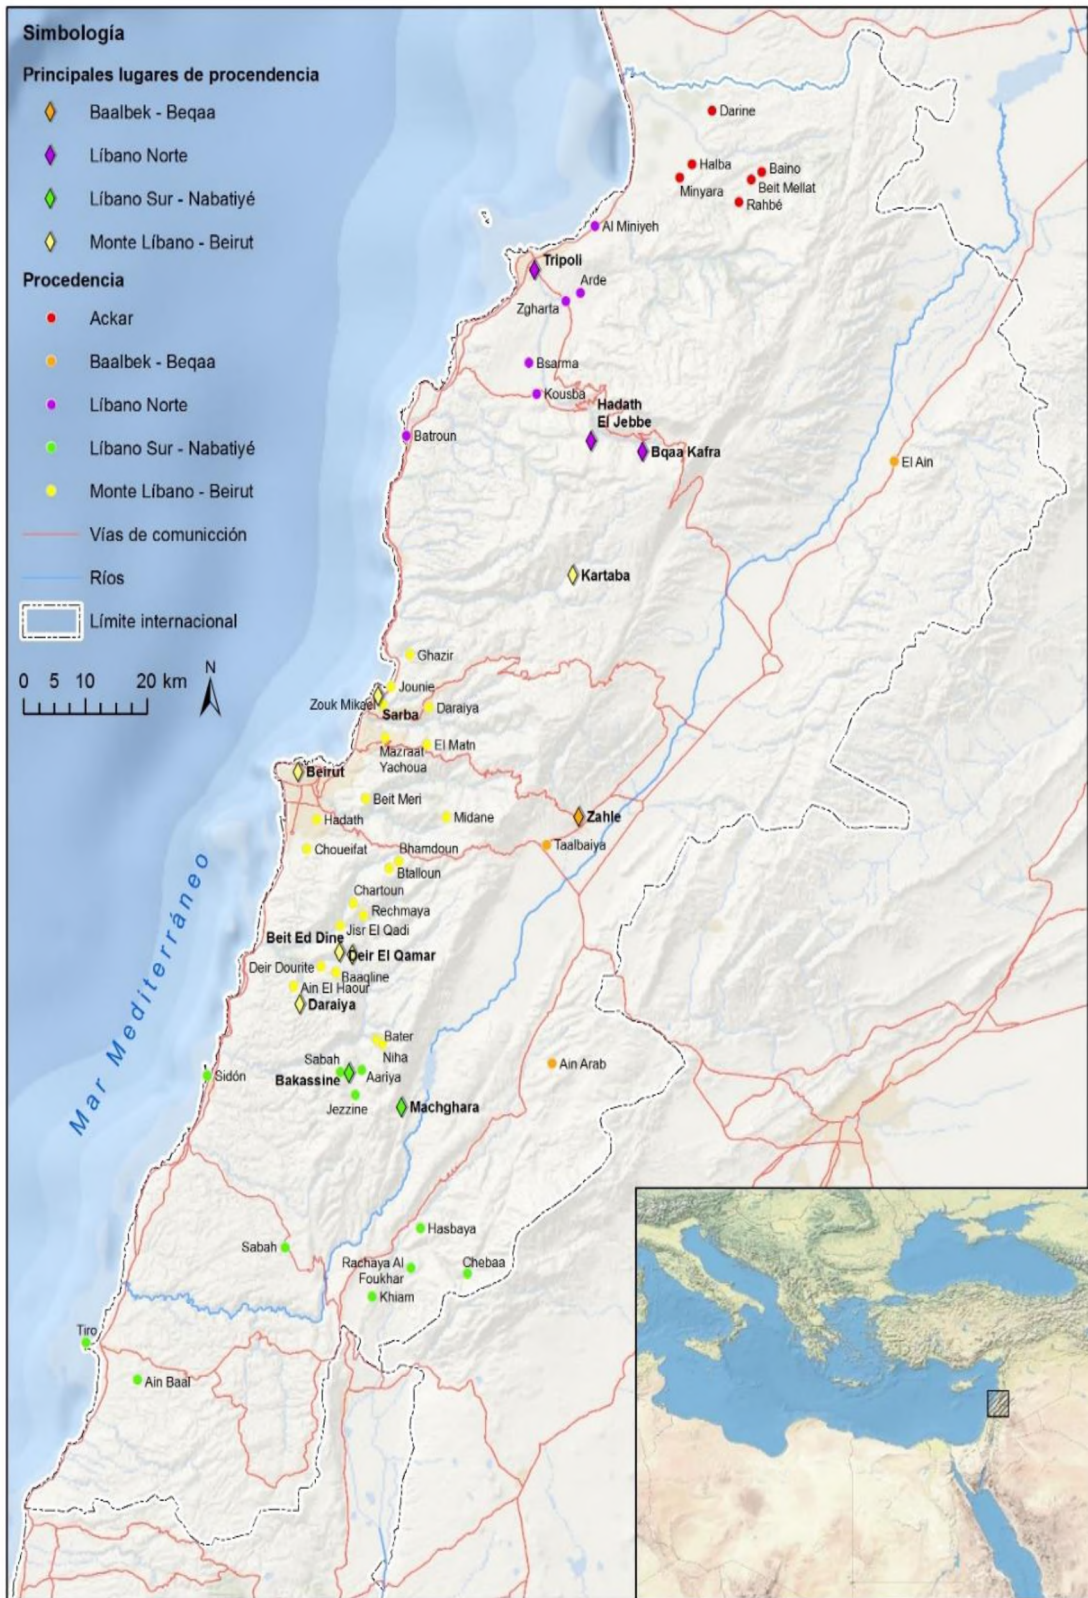 Simbología
Principales lugares de procendencia
Baalbek - Beqaa
Líbano Norte
Líbano Sur - Nabatiyé
Monte Líbano - Beirut
Procedencia
Ackar
Baalbek - Beqaa
Líbano Norte
Líbano Sur - Nabatiyé
Monte Líbano - Beirut
Vías de comunicción
Ríos
Límite internacional
0 5 10 20 km
N
Darine
Halba
Baino
Minyara
Beit Mellat
Rahbé
Al Miniyeh
Tripoli
Arde
Zgharta
Bsarma
Kousba
Hadath
El Jebbe
Batroun
Bqaa Kafra
El Ain
Kartaba
Ghazir
Jounie
Zouk Mikael
Daraiya
Sarba
El Matn
Mazraat
Yachoua
Beirut
Beit Meri
Midane
Zahle
Hadath
Taalbaiya
Choueifat
Bhamdoun
Btalloun
Chartoun
Rechmaya
Jisr El Qadi
Beit Ed Dine
Deir El Qamar
Deir Dourite
Baaqline
Ain El Haour
Daraiya
Mar Mediterráneo
Bater
Niha
Sabah
Ain Arab
Sidón
Bakassine
Aariya
Jezzine
Machghara
Hasbaya
Sabah
Rachaya Al
Foukhar
Chebaa
Khiam
Tiro
Ain Baal